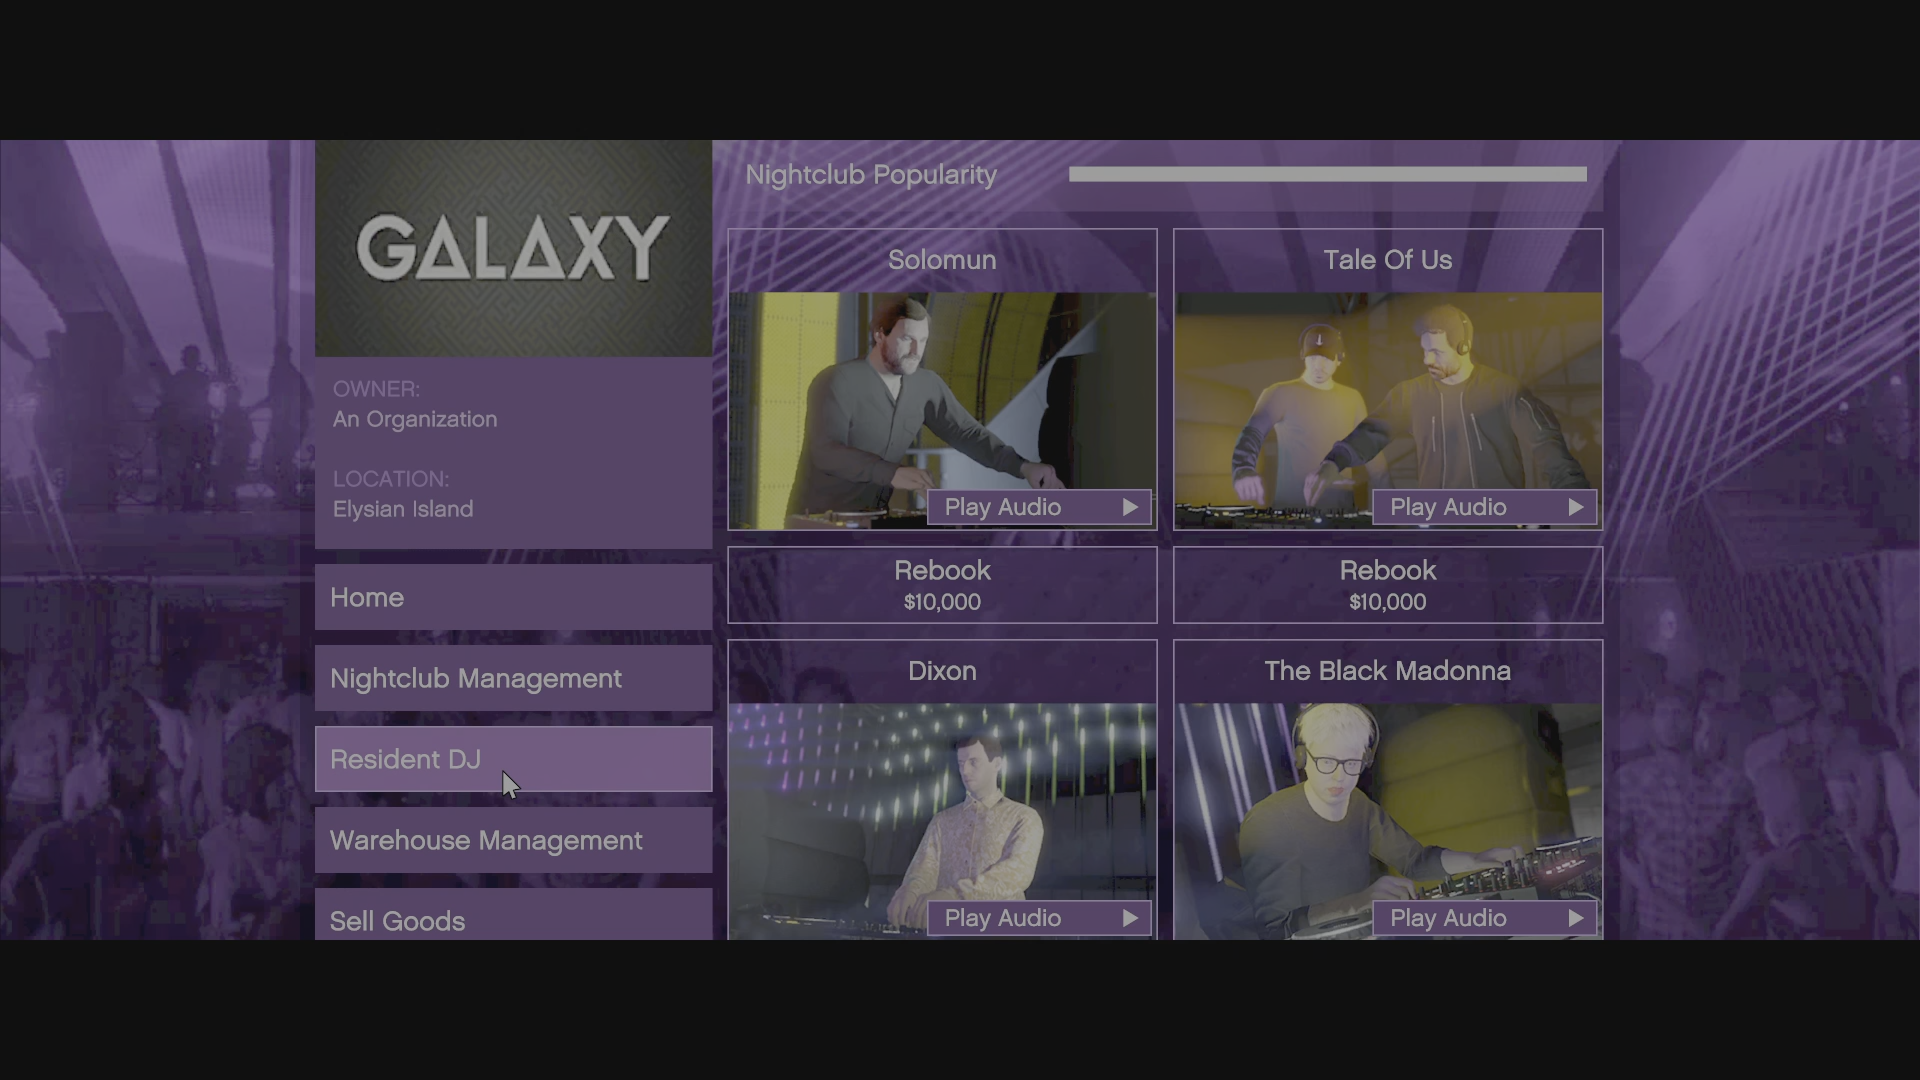 GALAXY
OWNER:
An Organization
LOCATION:
Elysian Island
Home
Nightclub Management
Resident DJ
Warehouse Management
Sell Goods
Nightclub Popularity
Solomun
Play Audio
Rebook
$10,000
Tale Of Us
Play Audio
Rebook
$10,000
Dixon
Play Audio
The Black Madonna
Play Audio